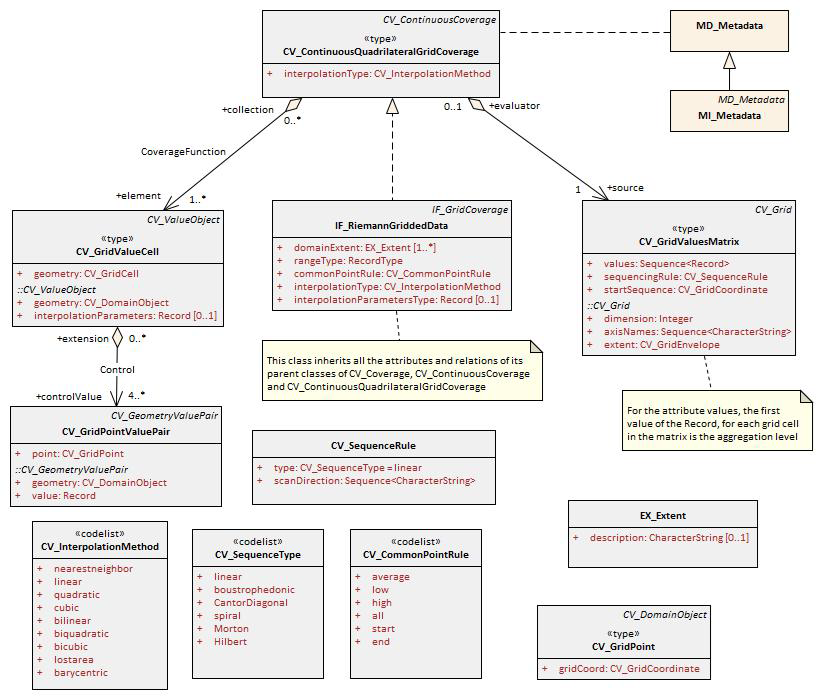 CV_ContinuousCoverage
«type»
CV_ContinuousQuadrilateralGridCoverage
+ interpolationType: CV_InterpolationMethod
MD_Metadata
MD_Metadata
MI_Metadata
+collection
0..*
0..1
+evaluator
CoverageFunction
+element
1..*
1
+source
CV_ValueObject
«type»
CV_GridValueCell
+ geometry: CV_GridCell
::CV_ValueObject
+ geometry: CV_DomainObject
+ interpolationParameters: Record [0..1]
IF_GridCoverage
IF_RiemannGriddedData
+ domainExtent: EX_Extent [1..*]
+ rangeType: RecordType
+ commonPointRule: CV_CommonPointRule
+ interpolationType: CV_InterpolationMethod
+ interpolationParametersType: Record [0..1]
CV_Grid
«type»
CV_GridValuesMatrix
+ values: Sequence<Record>
+ sequencingRule: CV_SequenceRule
+ startSequence: CV_GridCoordinate
::CV_Grid
+ dimension: Integer
+ axisNames: Sequence<CharacterString>
+ extent: CV_GridEnvelope
+extension
0..*
Control
+controlValue
4..*
This class inherits all the attributes and relations of its
parent classes of CV_Coverage, CV_ContinuousCoverage
and CV_ContinuousQuadrilateralGridCoverage
For the attribute values, the first
value of the Record, for each grid cell
in the matrix is the aggregation level
CV_GeometryValuePair
CV_GridPointValuePair
+ point: CV_GridPoint
::CV_GeometryValuePair
+ geometry: CV_DomainObject
+ value: Record
CV_SequenceRule
+ type: CV_SequenceType = linear
+ scanDirection: Sequence<CharacterString>
EX_Extent
+ description: CharacterString [0..1]
«codelist»
CV_InterpolationMethod
+ nearestneighbor
+ linear
+ quadratic
+ cubic
+ bilinear
+ biquadratic
+ bicubic
+ lostarea
+ barycentric
«codelist»
CV_SequenceType
+ linear
+ boustrophedonic
+ CantorDiagonal
+ spiral
+ Morton
+ Hilbert
«codelist»
CV_CommonPointRule
+ average
+ low
+ high
+ all
+ start
+ end
CV_DomainObject
«type»
CV_GridPoint
+ gridCoord: CV_GridCoordinate